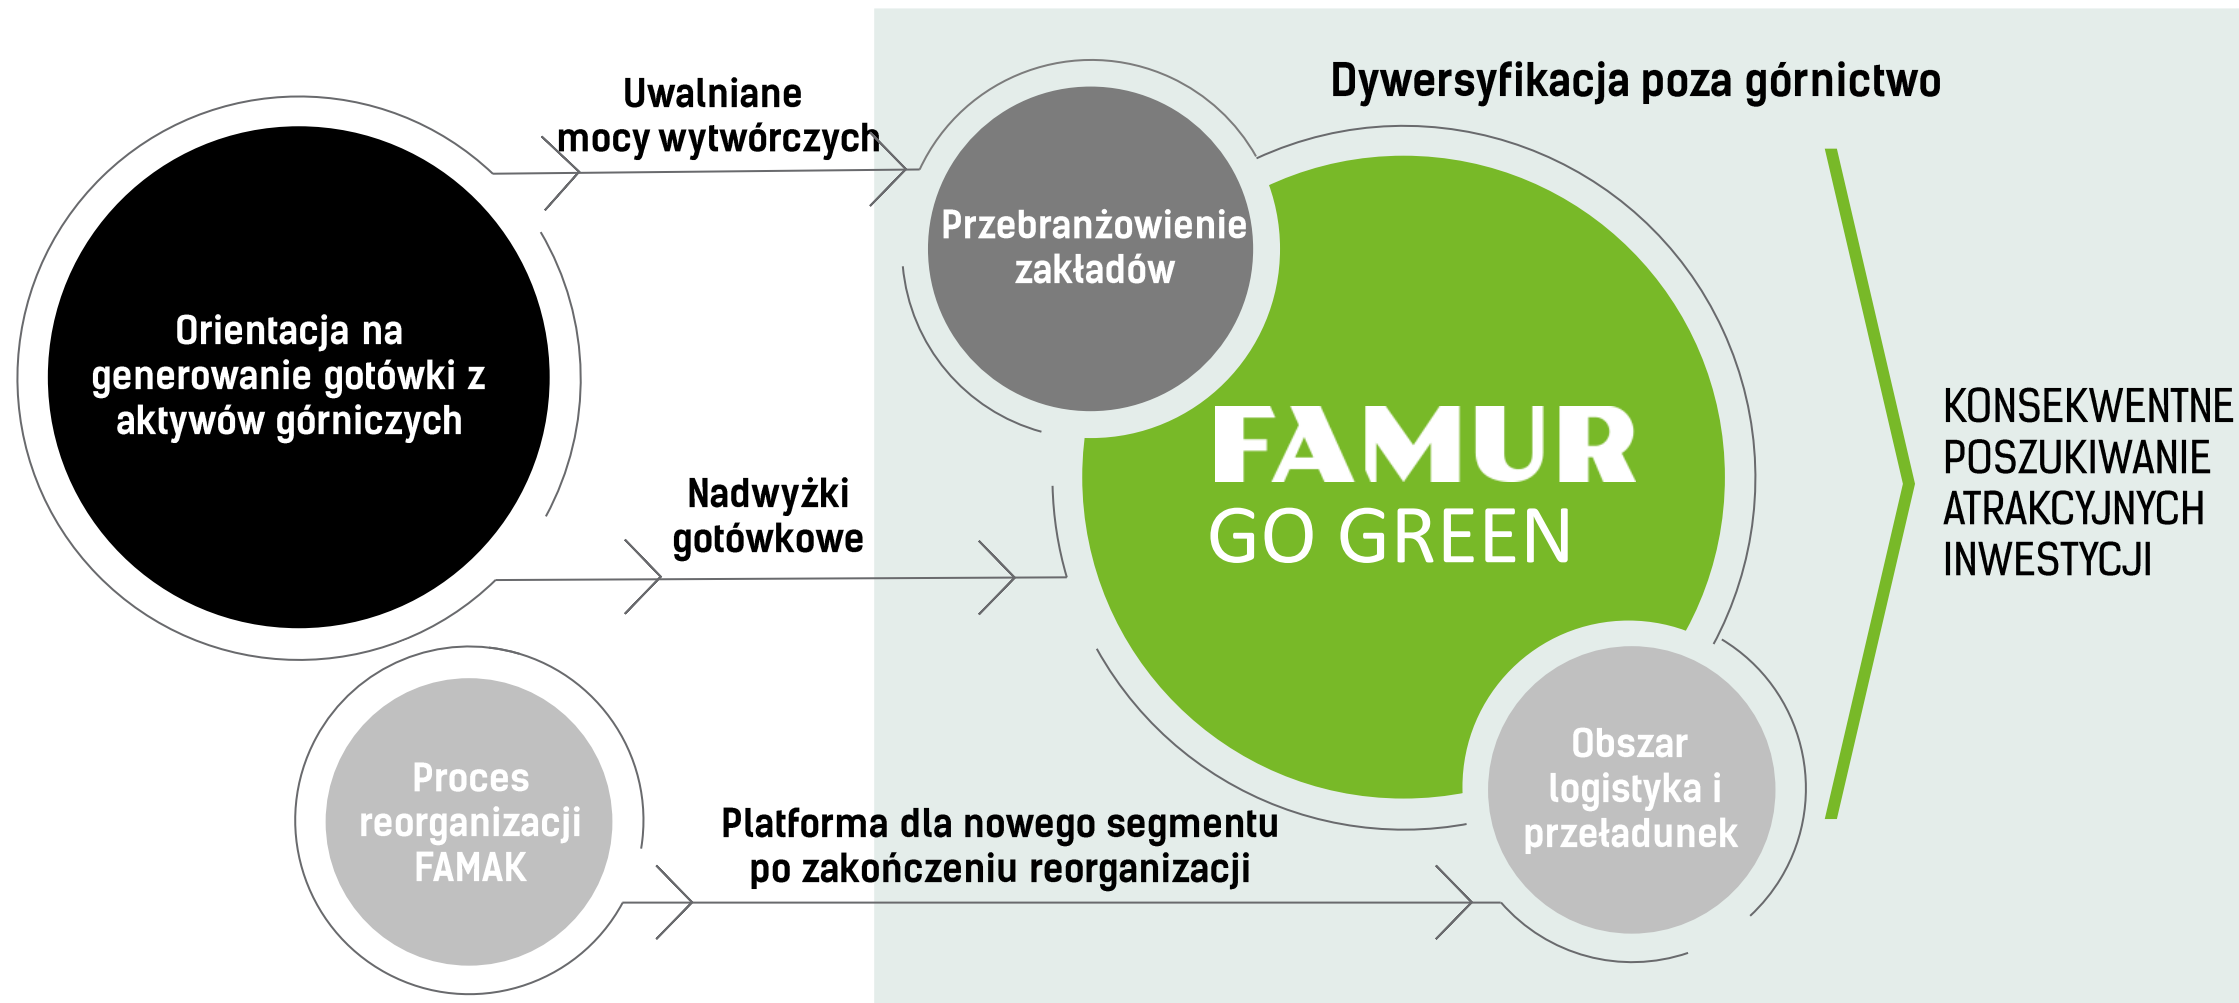 Uwalniane
mocy wytwórczych
Dywersyfikacja poza górnictwo
Przebranżowienie
zakładów
Orientacja na
generowanie gotówki z
aktywów górniczych
FAMUR
GO GREEN
KONSEKWENTNE
POSZUKIWANIE
ATRAKCYJNYCH
INWESTYCJI
Nadwyżki
gotówkowe
Proces
reorganizacji
FAMAK
Platforma dla nowego segmentu
po zakończeniu reorganizacji
Obszar
logistyka i
przeładunek